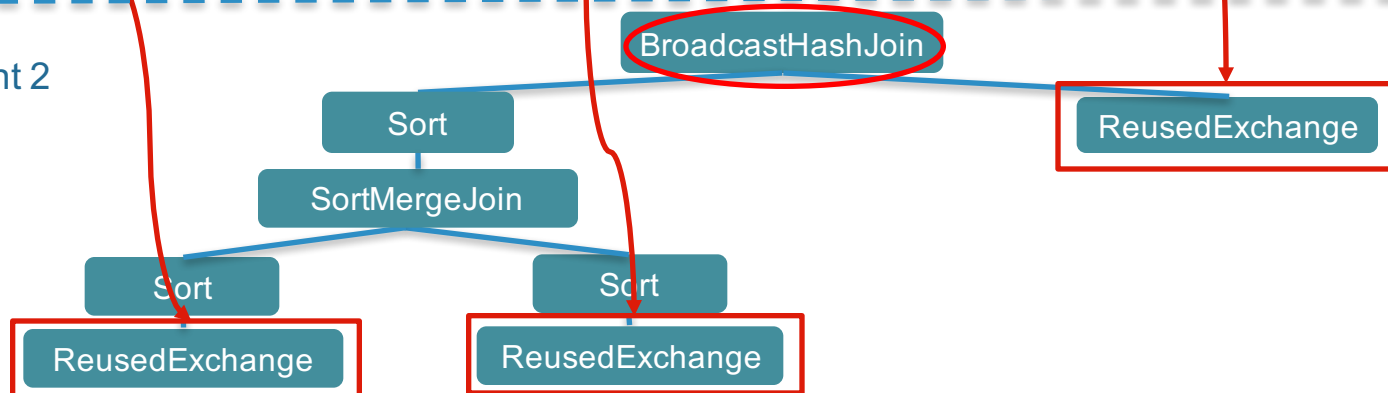 BroadcastHashJoin
nt 2
Sort
ReusedExchange
SortMergeJoin
Sort
Sort
ReusedExchange
ReusedExchange